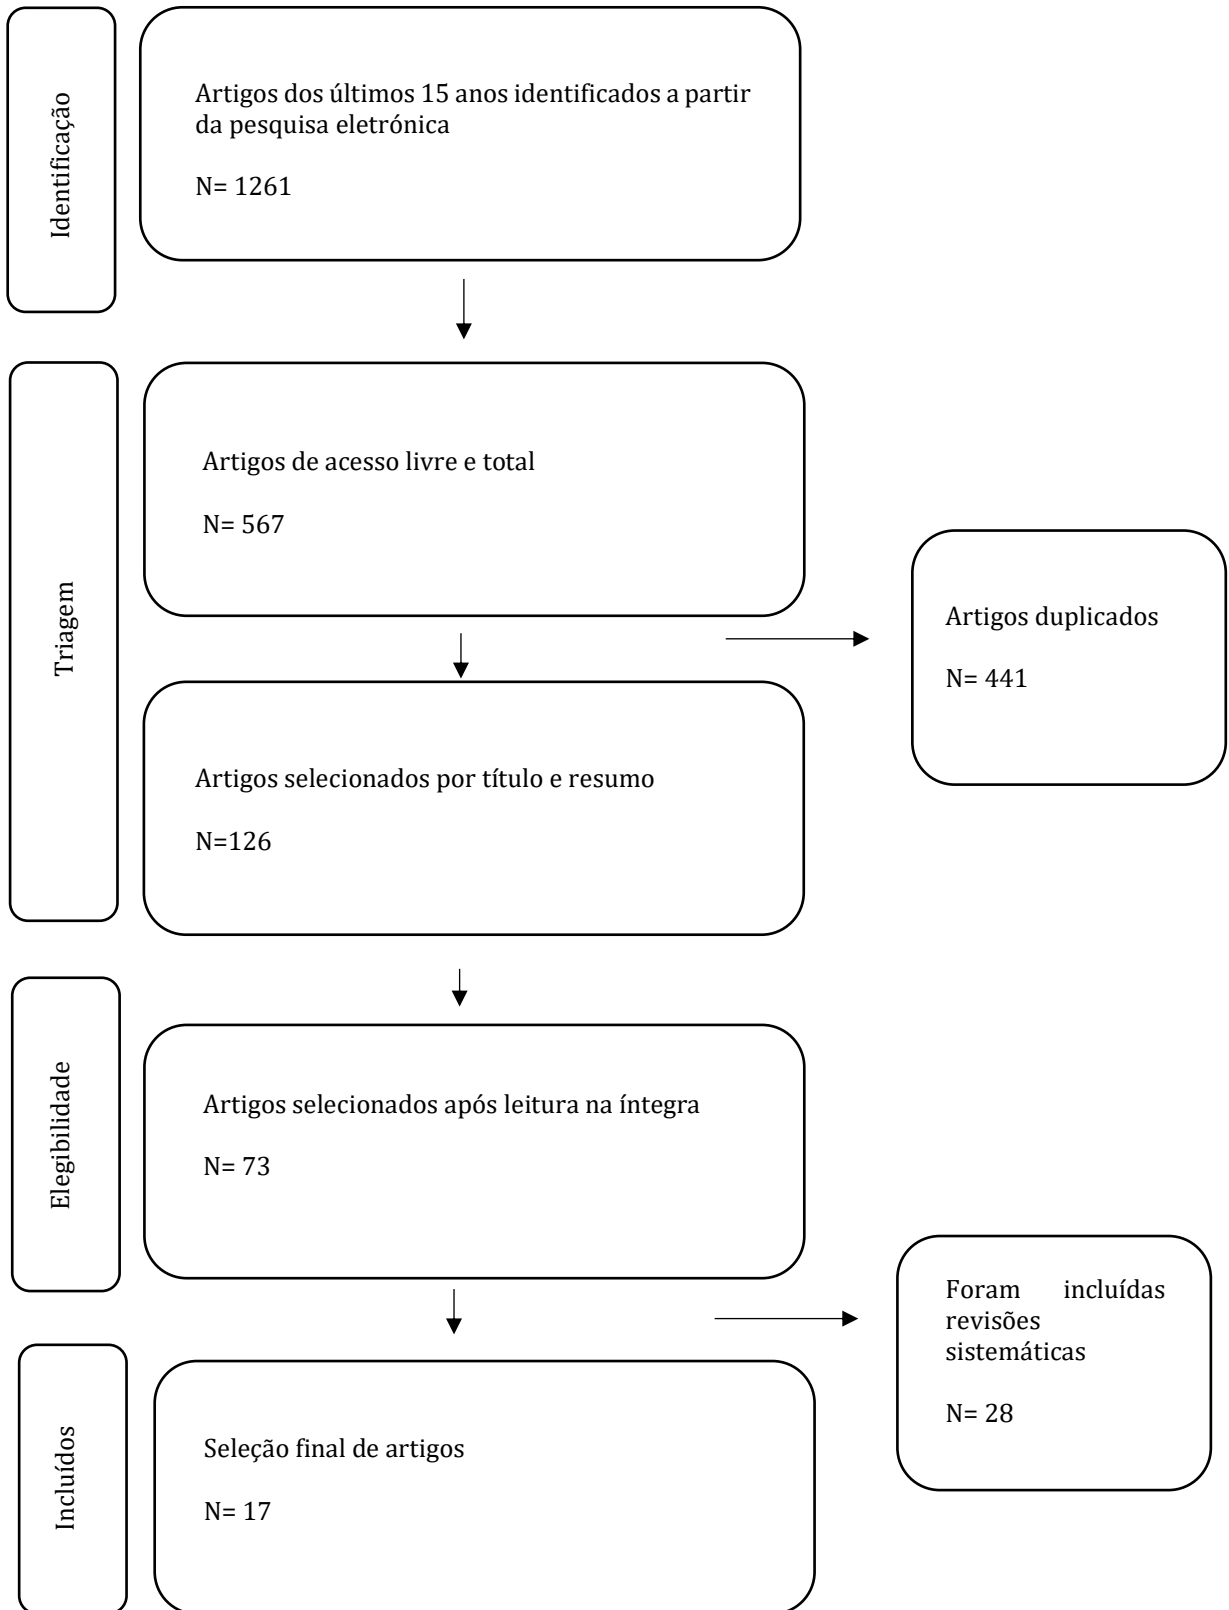 Identificação
Artigos dos últimos 15 anos identificados a partir
da pesquisa eletrónica
N= 1261
Triagem
Artigos de acesso livre e total
N= 567
Artigos duplicados
N= 441
Artigos selecionados por título e resumo
N=126
Elegibilidade
Artigos selecionados após leitura na íntegra
N= 73
Foram incluídas
revisões
sistemáticas
N= 28
Incluídos
Seleção final de artigos
N= 17